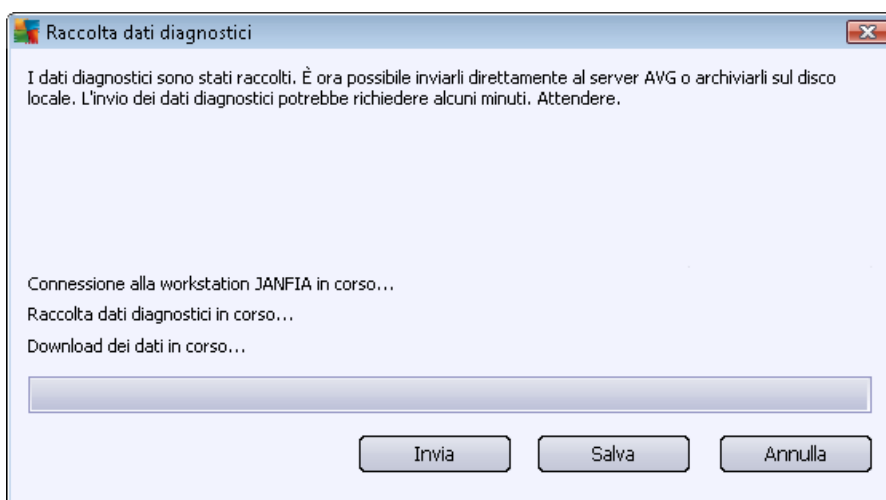 Raccolta dati diagnostici
I dati diagnostici sono stati raccolti. È ora possibile inviarli direttamente al server AVG o archiviarli sul disco
locale. L'invio dei dati diagnostici potrebbe richiedere alcuni minuti. Attendere.
Connessione alla workstation JANFIA in corso...
Raccolta dati diagnostici in corso...
Download dei dati in corso...
Invia Salva Annulla